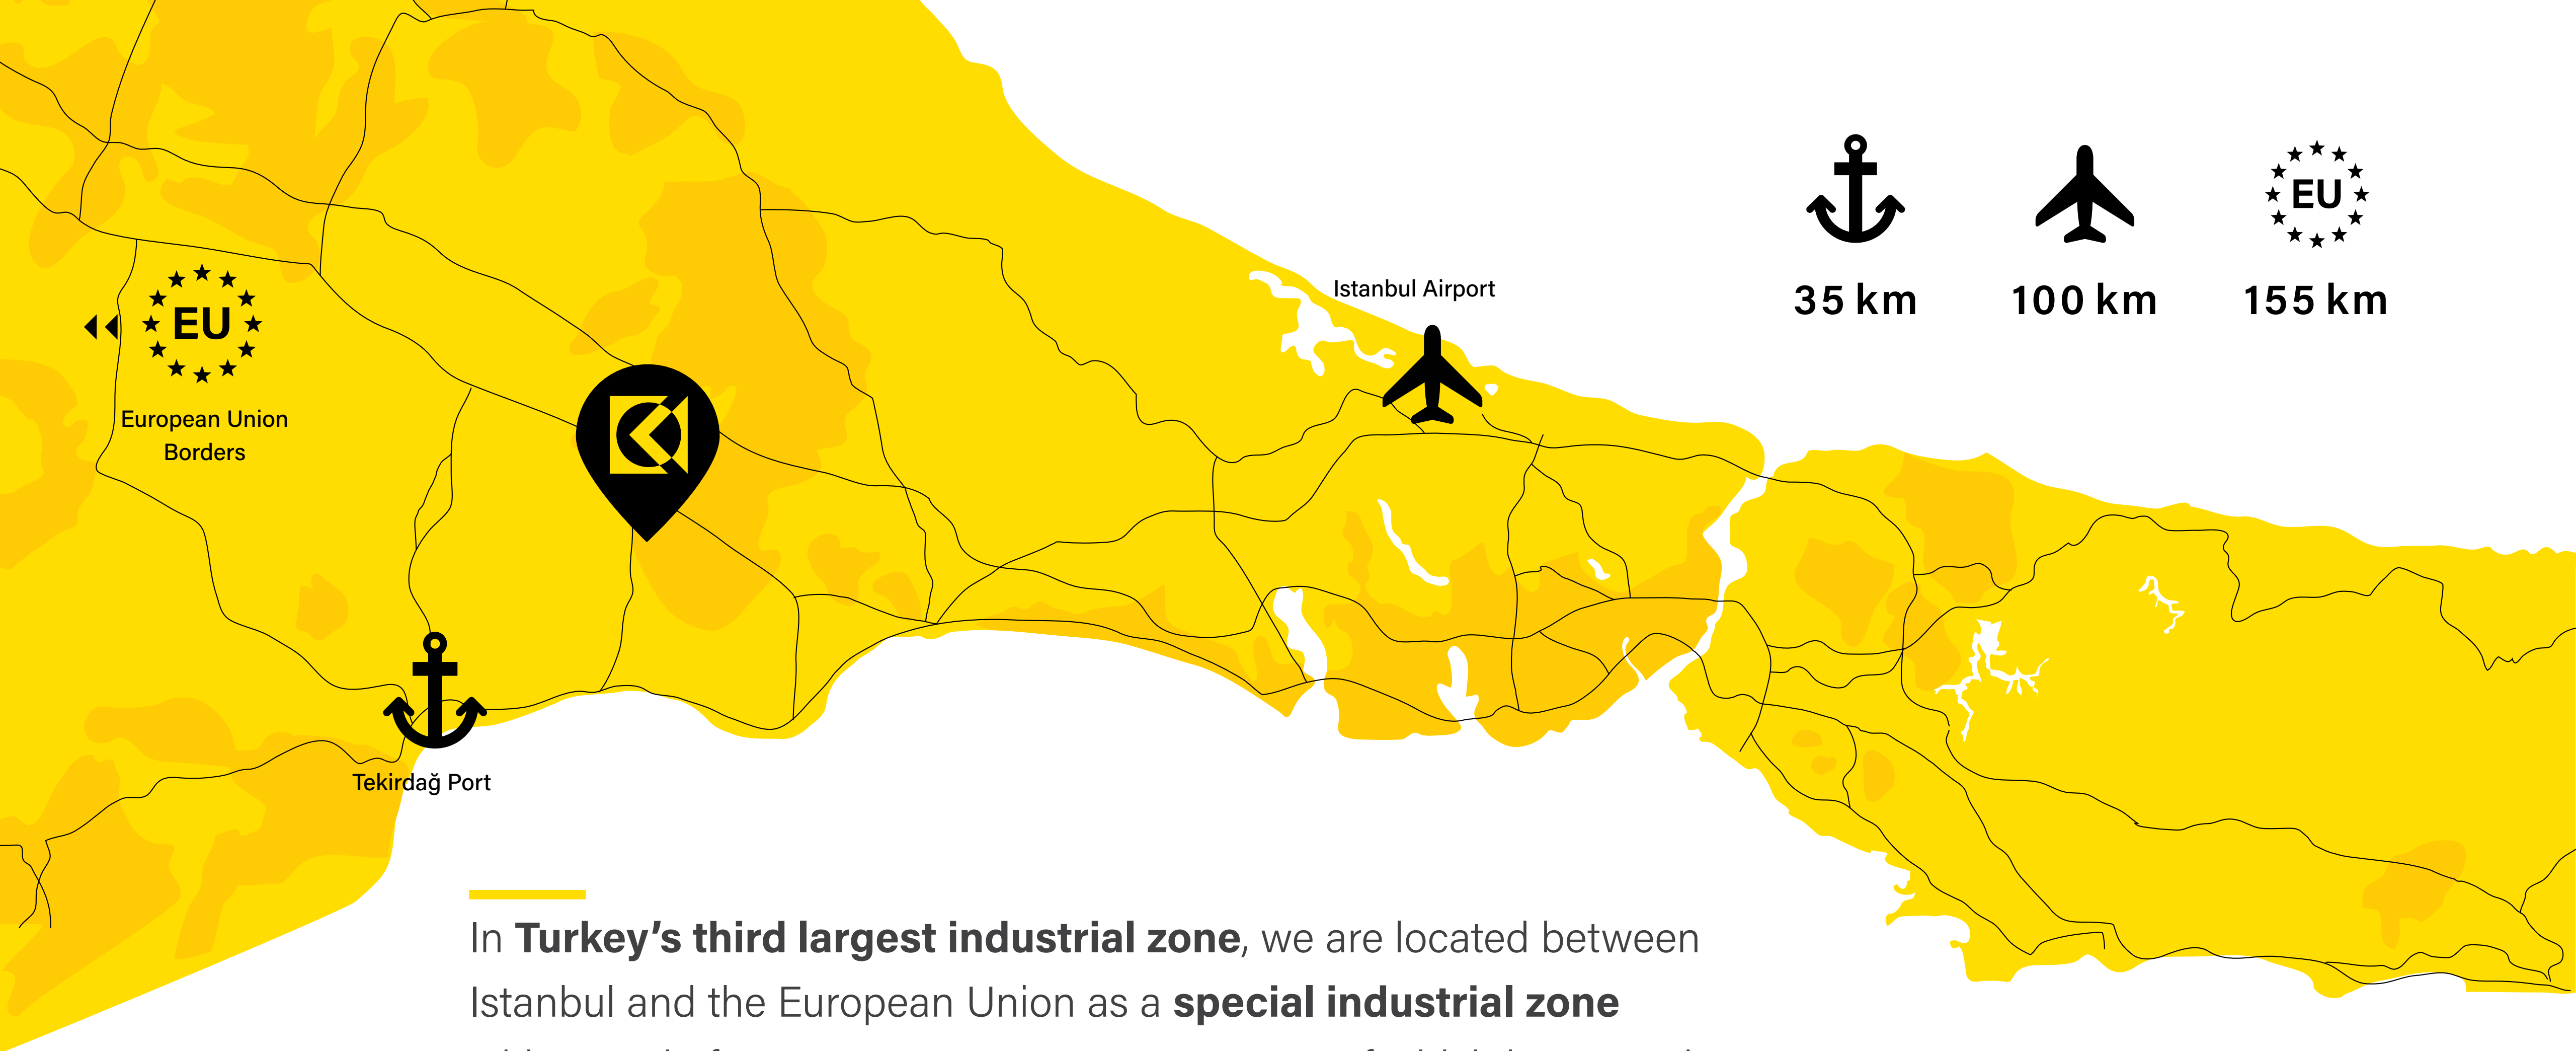 EU
European Union
Borders
Tekirdağ Port
Istanbul Airport
EU
35 km
100 km
155 km
In Turkey’s third largest industrial zone, we are located between
Istanbul and the European Union as a special industrial zone